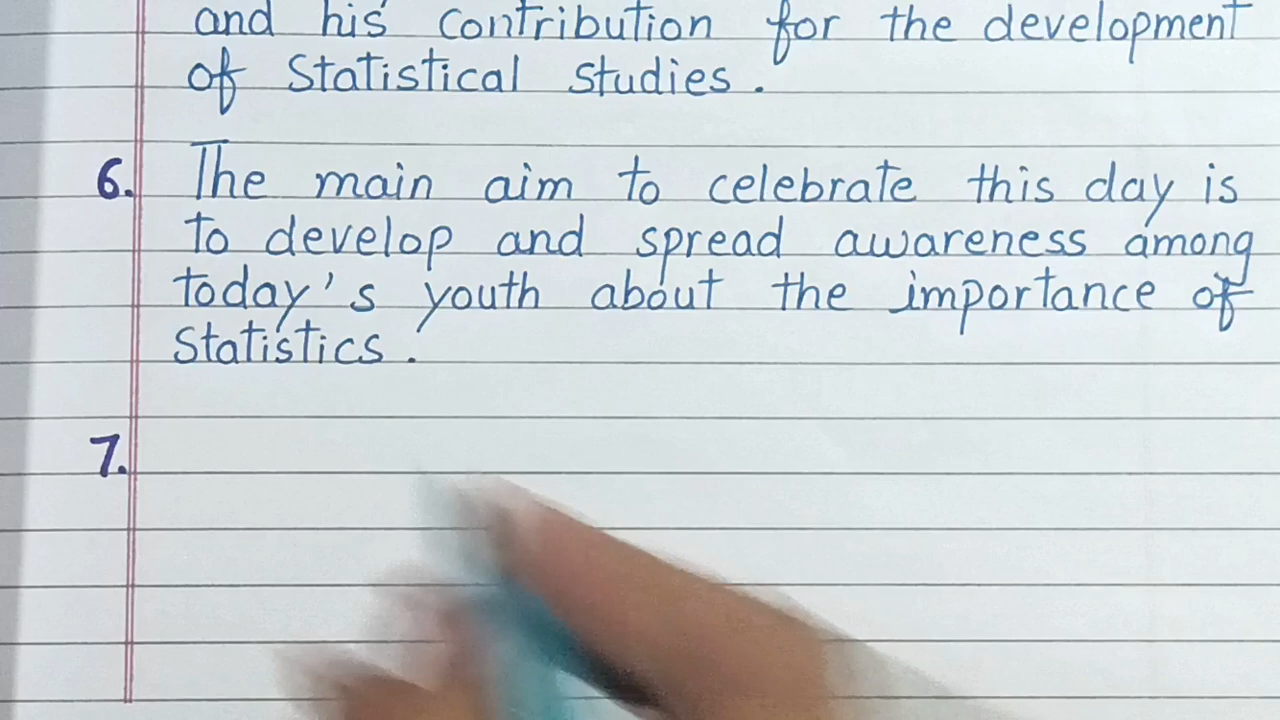 and his contribution for the development
of Statistical Studies.
6. The main aim to celebrate this day is
to develop and spread awareness among
today's youth about the importance of
Statistics.
7.